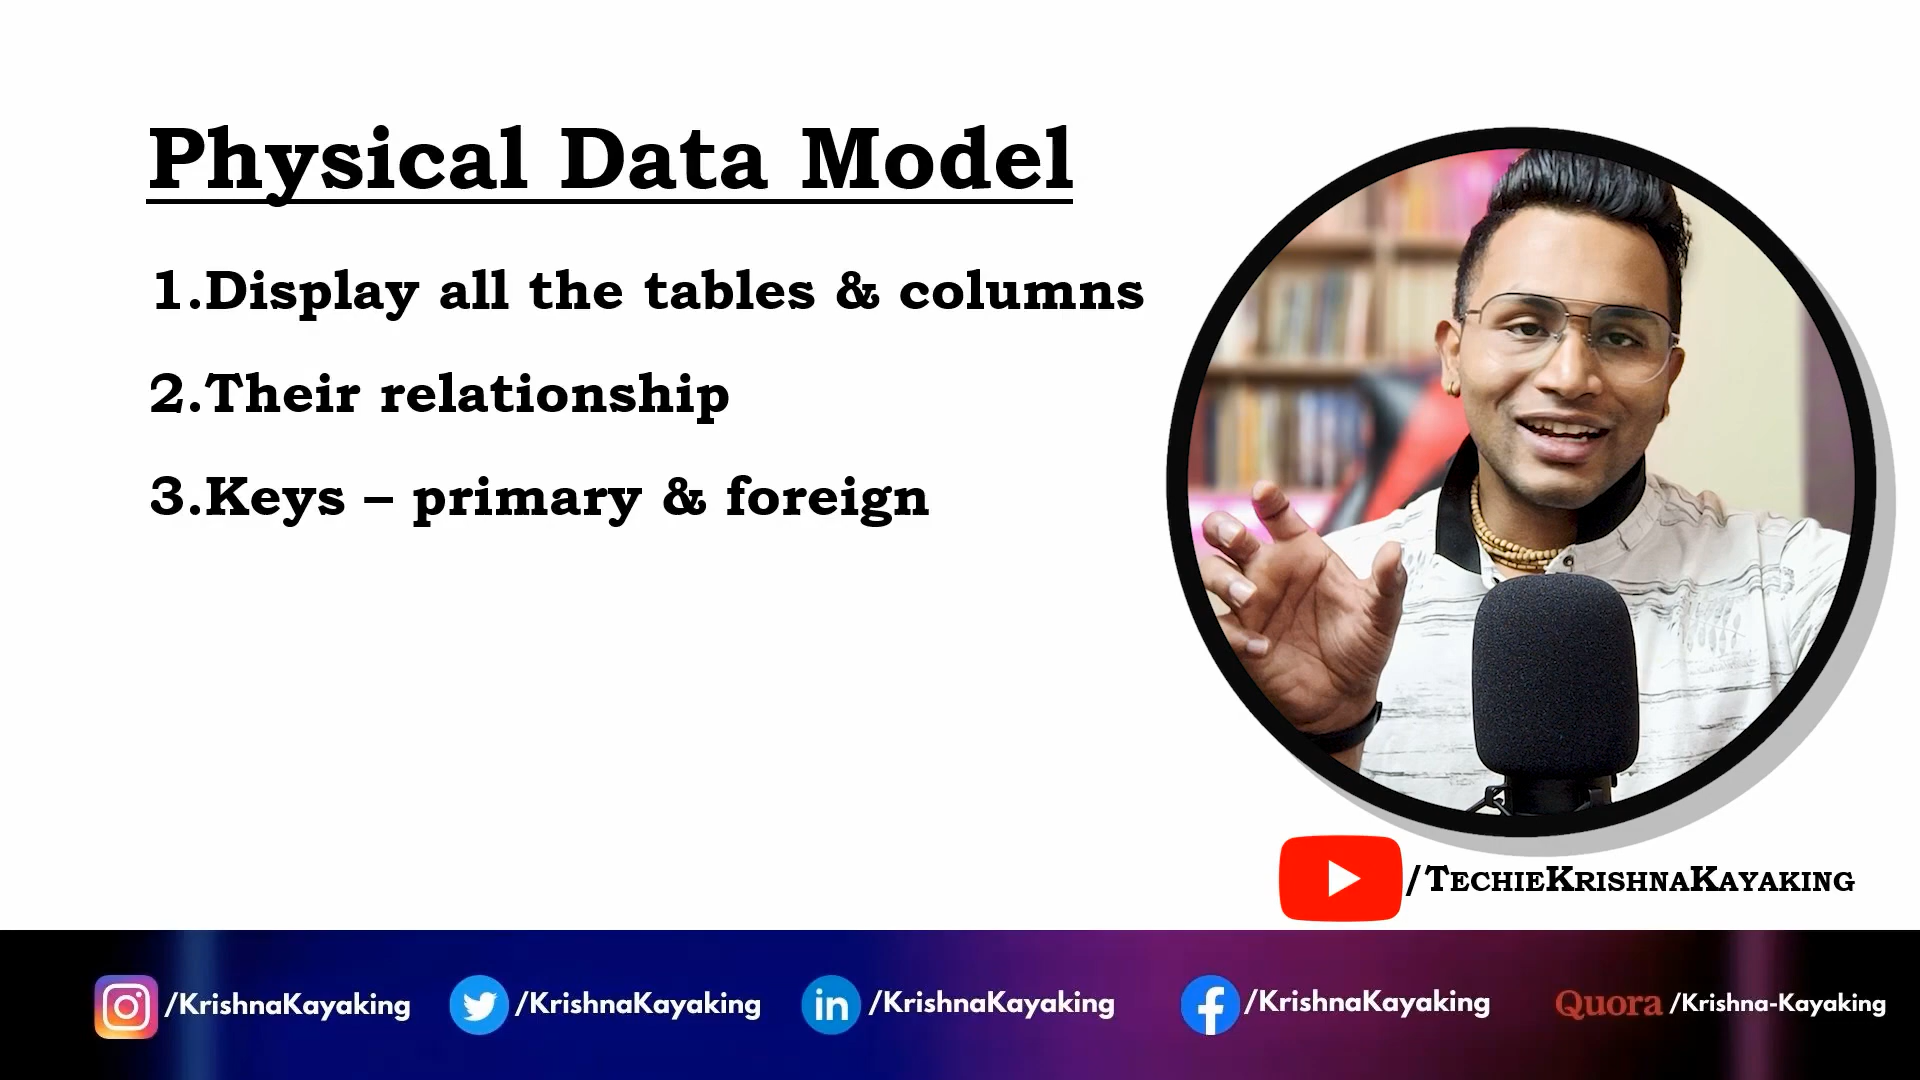 Physical Data Model
1.Display all the tables & columns
2.Their relationship
3.Keys – primary & foreign
/TechieKrishnaKayaking
/KrishnaKayaking
/KrishnaKayaking
in /KrishnaKayaking
/KrishnaKayaking
Quora /Krishna-Kayaking